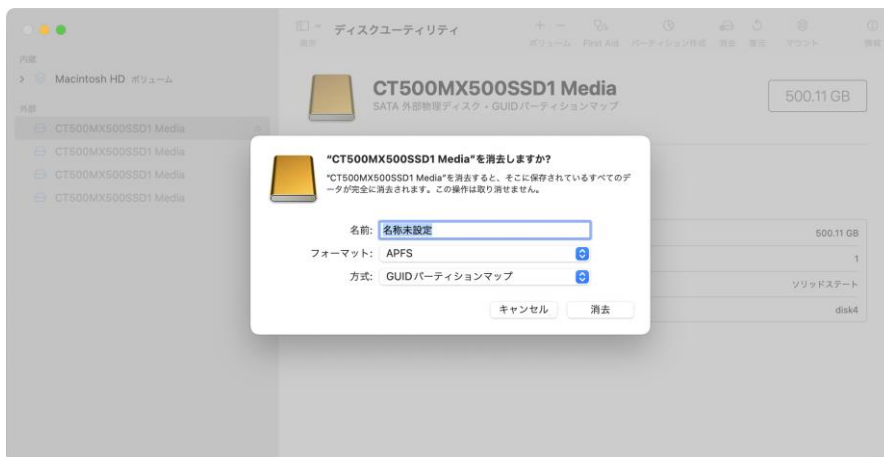 ディスクユーティリティ
表示
ボリューム
First Aid
パーティション作成
消去
復元
マウント
情報
内蔵
Macintosh HD ボリューム
外部
CT500MX500SSD1 Media
CT500MX500SSD1 Media
CT500MX500SSD1 Media
CT500MX500SSD1 Media
CT500MX500SSD1 Media
SATA 外部物理ディスク・GUIDパーティションマップ
500.11 GB
"CT500MX500SSD1 Media"を消去しますか?
"CT500MX500SSD1 Media"を消去すると、そこに保存されているすべてのデ
ータが完全に消去されます。この操作は取り消せません。
名前: 名称未設定
フォーマット: APFS
方式: GUIDパーティションマップ
キャンセル 消去
500.11 GB
1
ソリッドステート
disk4